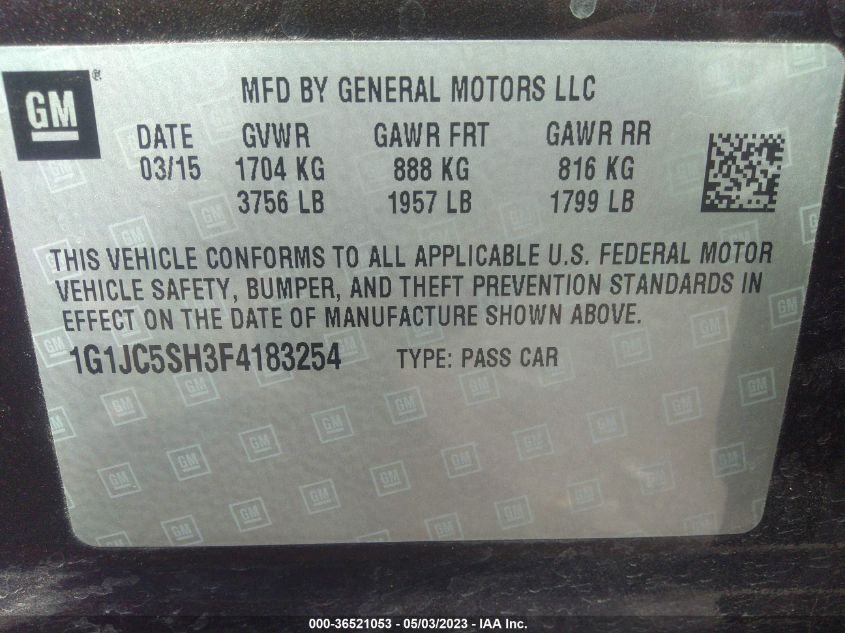 GM®
MFD BY GENERAL MOTORS LLC
DATE GVWR GAWR FRT GAWR RR
03/15 1704 KG 888 KG 816 KG
3756 LB 1957 LB 1799 LB
THIS VEHICLE CONFORMS TO ALL APPLICABLE U.S. FEDERAL MOTOR
VEHICLE SAFETY, BUMPER, AND THEFT PREVENTION STANDARDS IN
EFFECT ON THE DATE OF MANUFACTURE SHOWN ABOVE.
1G1JC5SH3F4183254 TYPE: PASS CAR
000-36521053 - 05/03/2023 - IAA Inc.